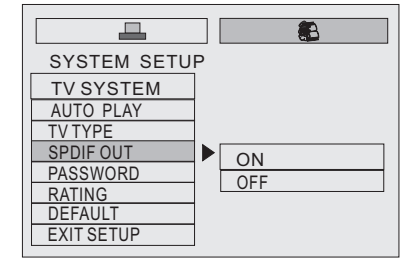 SYSTEM SETUP
TV SYSTEM
AUTO PLAY
TV TYPE
SPDIF OUT
PASSWORD
RATING
DEFAULT
EXIT SETUP
ON
OFF